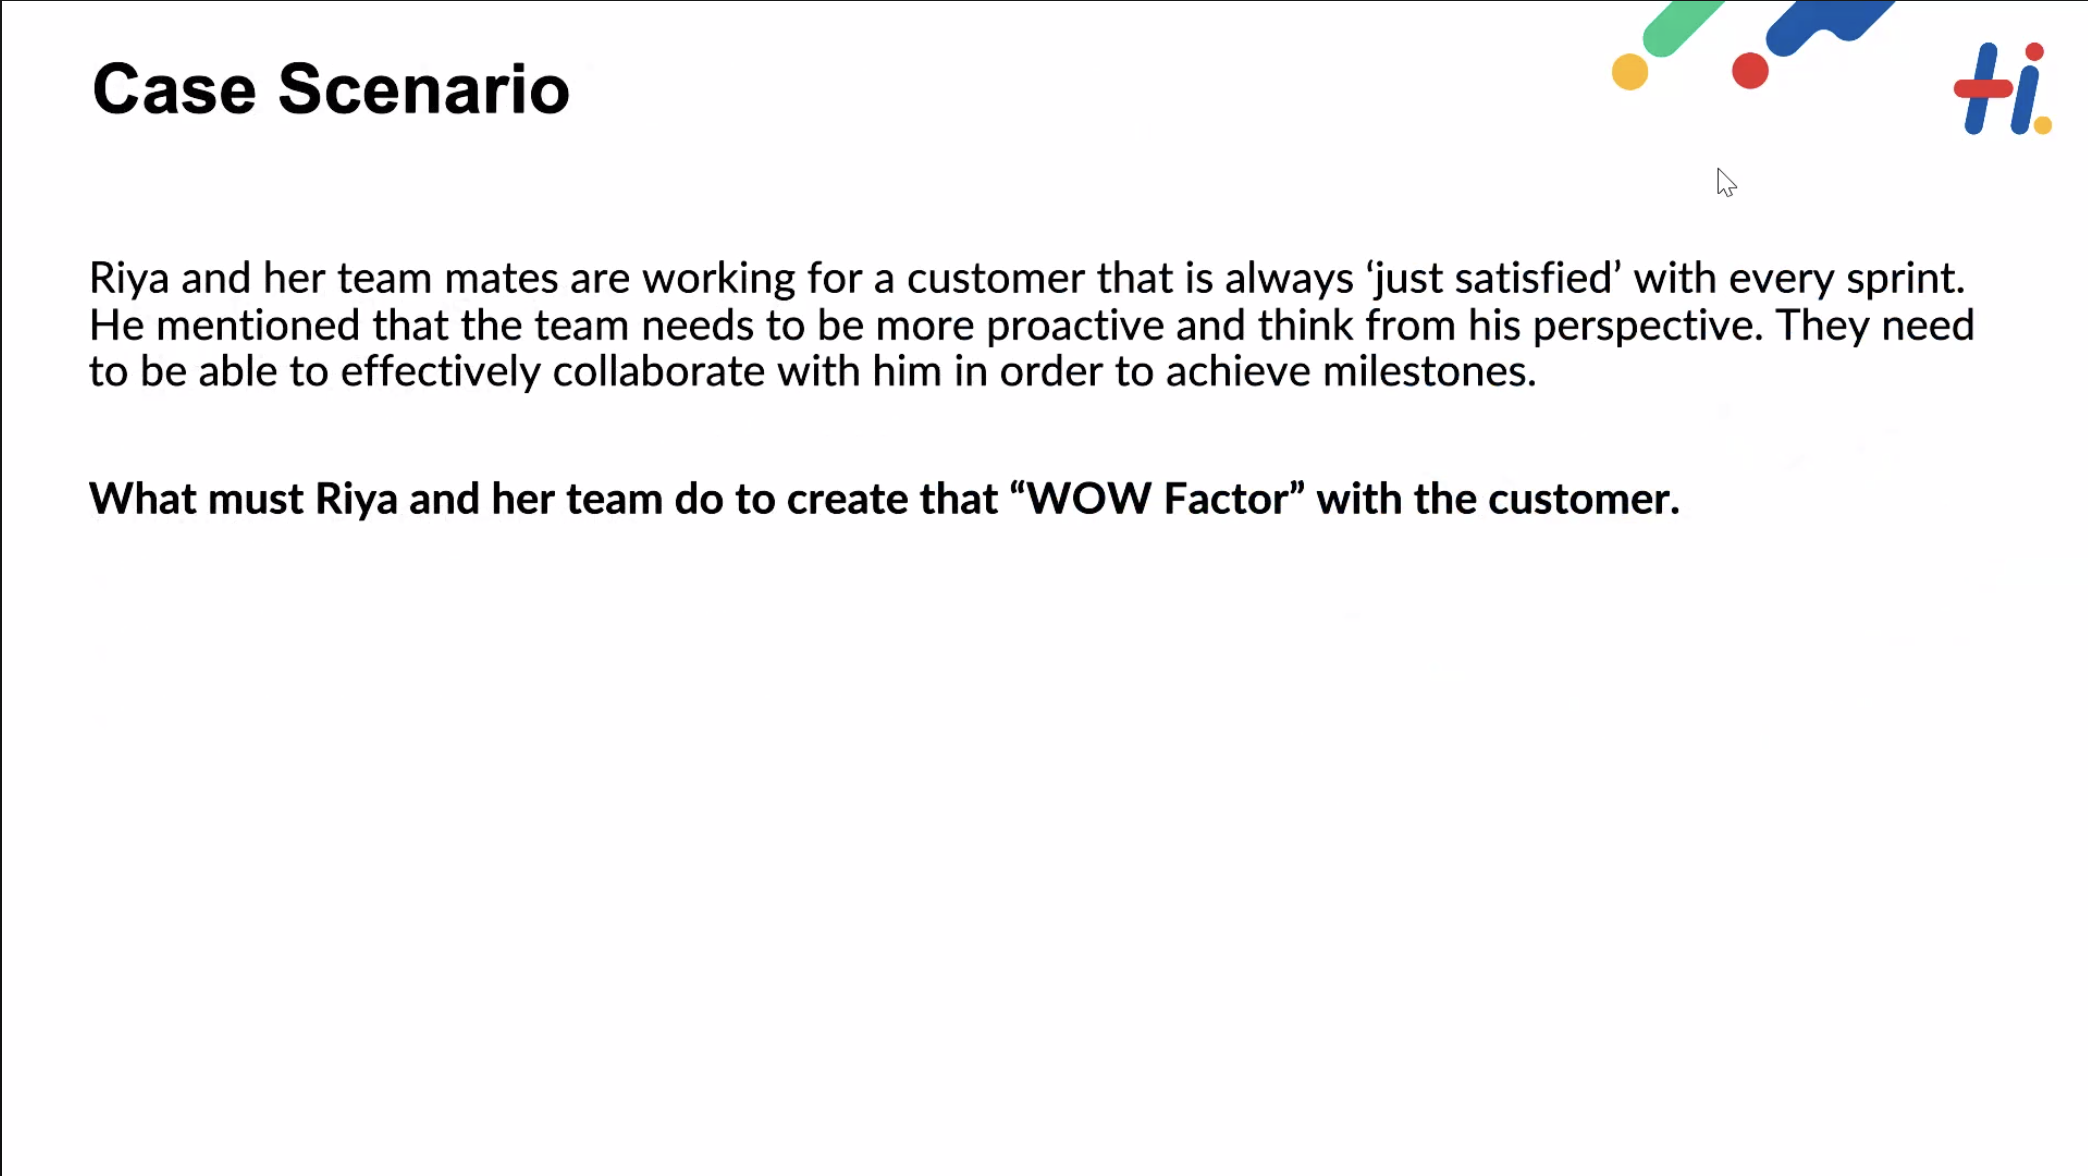 Case Scenario
Hi.
Riya and her team mates are working for a customer that is always ‘just satisfied’ with every sprint.
He mentioned that the team needs to be more proactive and think from his perspective. They need
to be able to effectively collaborate with him in order to achieve milestones.
What must Riya and her team do to create that “WOW Factor” with the customer.